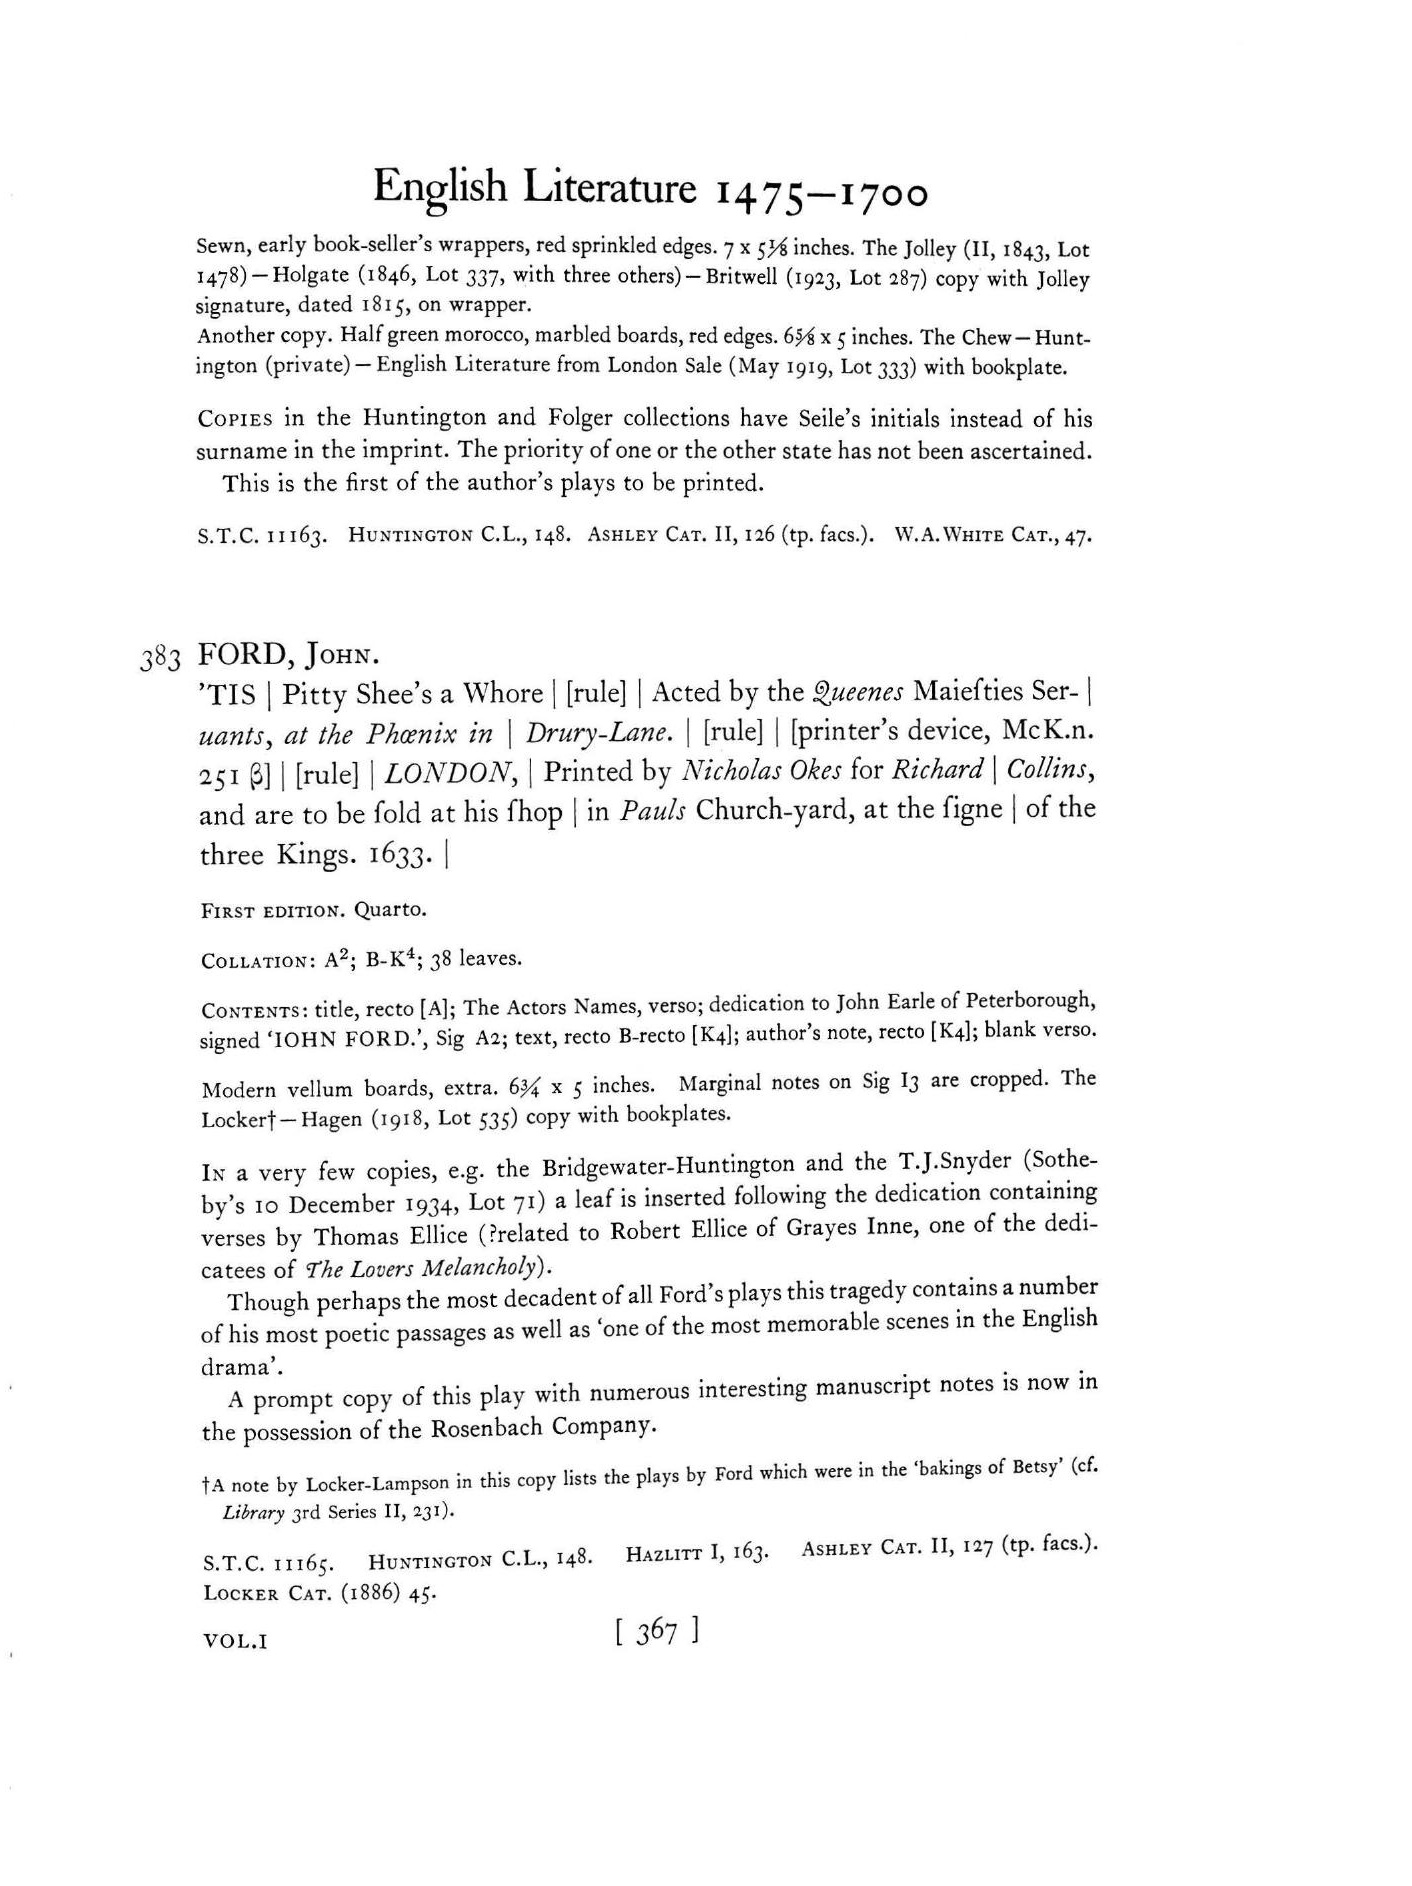 English Literature 1475–1700
Sewn, early book-seller's wrappers, red sprinkled edges. 7 x 5⅛ inches. The Jolley (II, 1843, Lot
1478)—Holgate (1846, Lot 337, with three others)—Britwell (1923, Lot 287) copy with Jolley
signature, dated 1815, on wrapper.
Another copy. Half green morocco, marbled boards, red edges. 6⅝ x 5 inches. The Chew—Hunt-
ington (private)—English Literature from London Sale (May 1919, Lot 333) with bookplate.
COPIES in the Huntington and Folger collections have Seile's initials instead of his
surname in the imprint. The priority of one or the other state has not been ascertained.
This is the first of the author's plays to be printed.
S.T.C. 11163. HUNTINGTON C.L., 148. ASHLEY CAT. II, 126 (tp. facs.). W.A.WHITE CAT., 47.
383 FORD, JOHN.
'TIS | Pitty Shee's a Whore | [rule] | Acted by the Queenes Maieſties Ser- |
uants, at the Phœnix in | Drury-Lane. | [rule] | [printer's device, McK.n.
251 β] | [rule] | LONDON, | Printed by Nicholas Okes for Richard | Collins,
and are to be ſold at his ſhop | in Pauls Church-yard, at the ſigne | of the
three Kings. 1633. |
FIRST EDITION. Quarto.
COLLATION: A²; B-K⁴; 38 leaves.
CONTENTS: title, recto [A]; The Actors Names, verso; dedication to John Earle of Peterborough,
signed 'IOHN FORD.', Sig A2; text, recto B-recto [K4]; author's note, recto [K4]; blank verso.
Modern vellum boards, extra. 6¾ x 5 inches. Marginal notes on Sig I3 are cropped. The
Locker†—Hagen (1918, Lot 535) copy with bookplates.
IN a very few copies, e.g. the Bridgewater-Huntington and the T.J.Snyder (Sothe-
by's 10 December 1934, Lot 71) a leaf is inserted following the dedication containing
verses by Thomas Ellice (?related to Robert Ellice of Grayes Inne, one of the dedi-
catees of The Lovers Melancholy).
Though perhaps the most decadent of all Ford's plays this tragedy contains a number
of his most poetic passages as well as 'one of the most memorable scenes in the English
drama'.
A prompt copy of this play with numerous interesting manuscript notes is now in
the possession of the Rosenbach Company.
†A note by Locker-Lampson in this copy lists the plays by Ford which were in the 'bakings of Betsy' (cf.
Library 3rd Series II, 231).
S.T.C. 11165. HUNTINGTON C.L., 148. HAZLITT I, 163. ASHLEY CAT. II, 127 (tp. facs.).
LOCKER CAT. (1886) 45.
VOL.I [ 367 ]